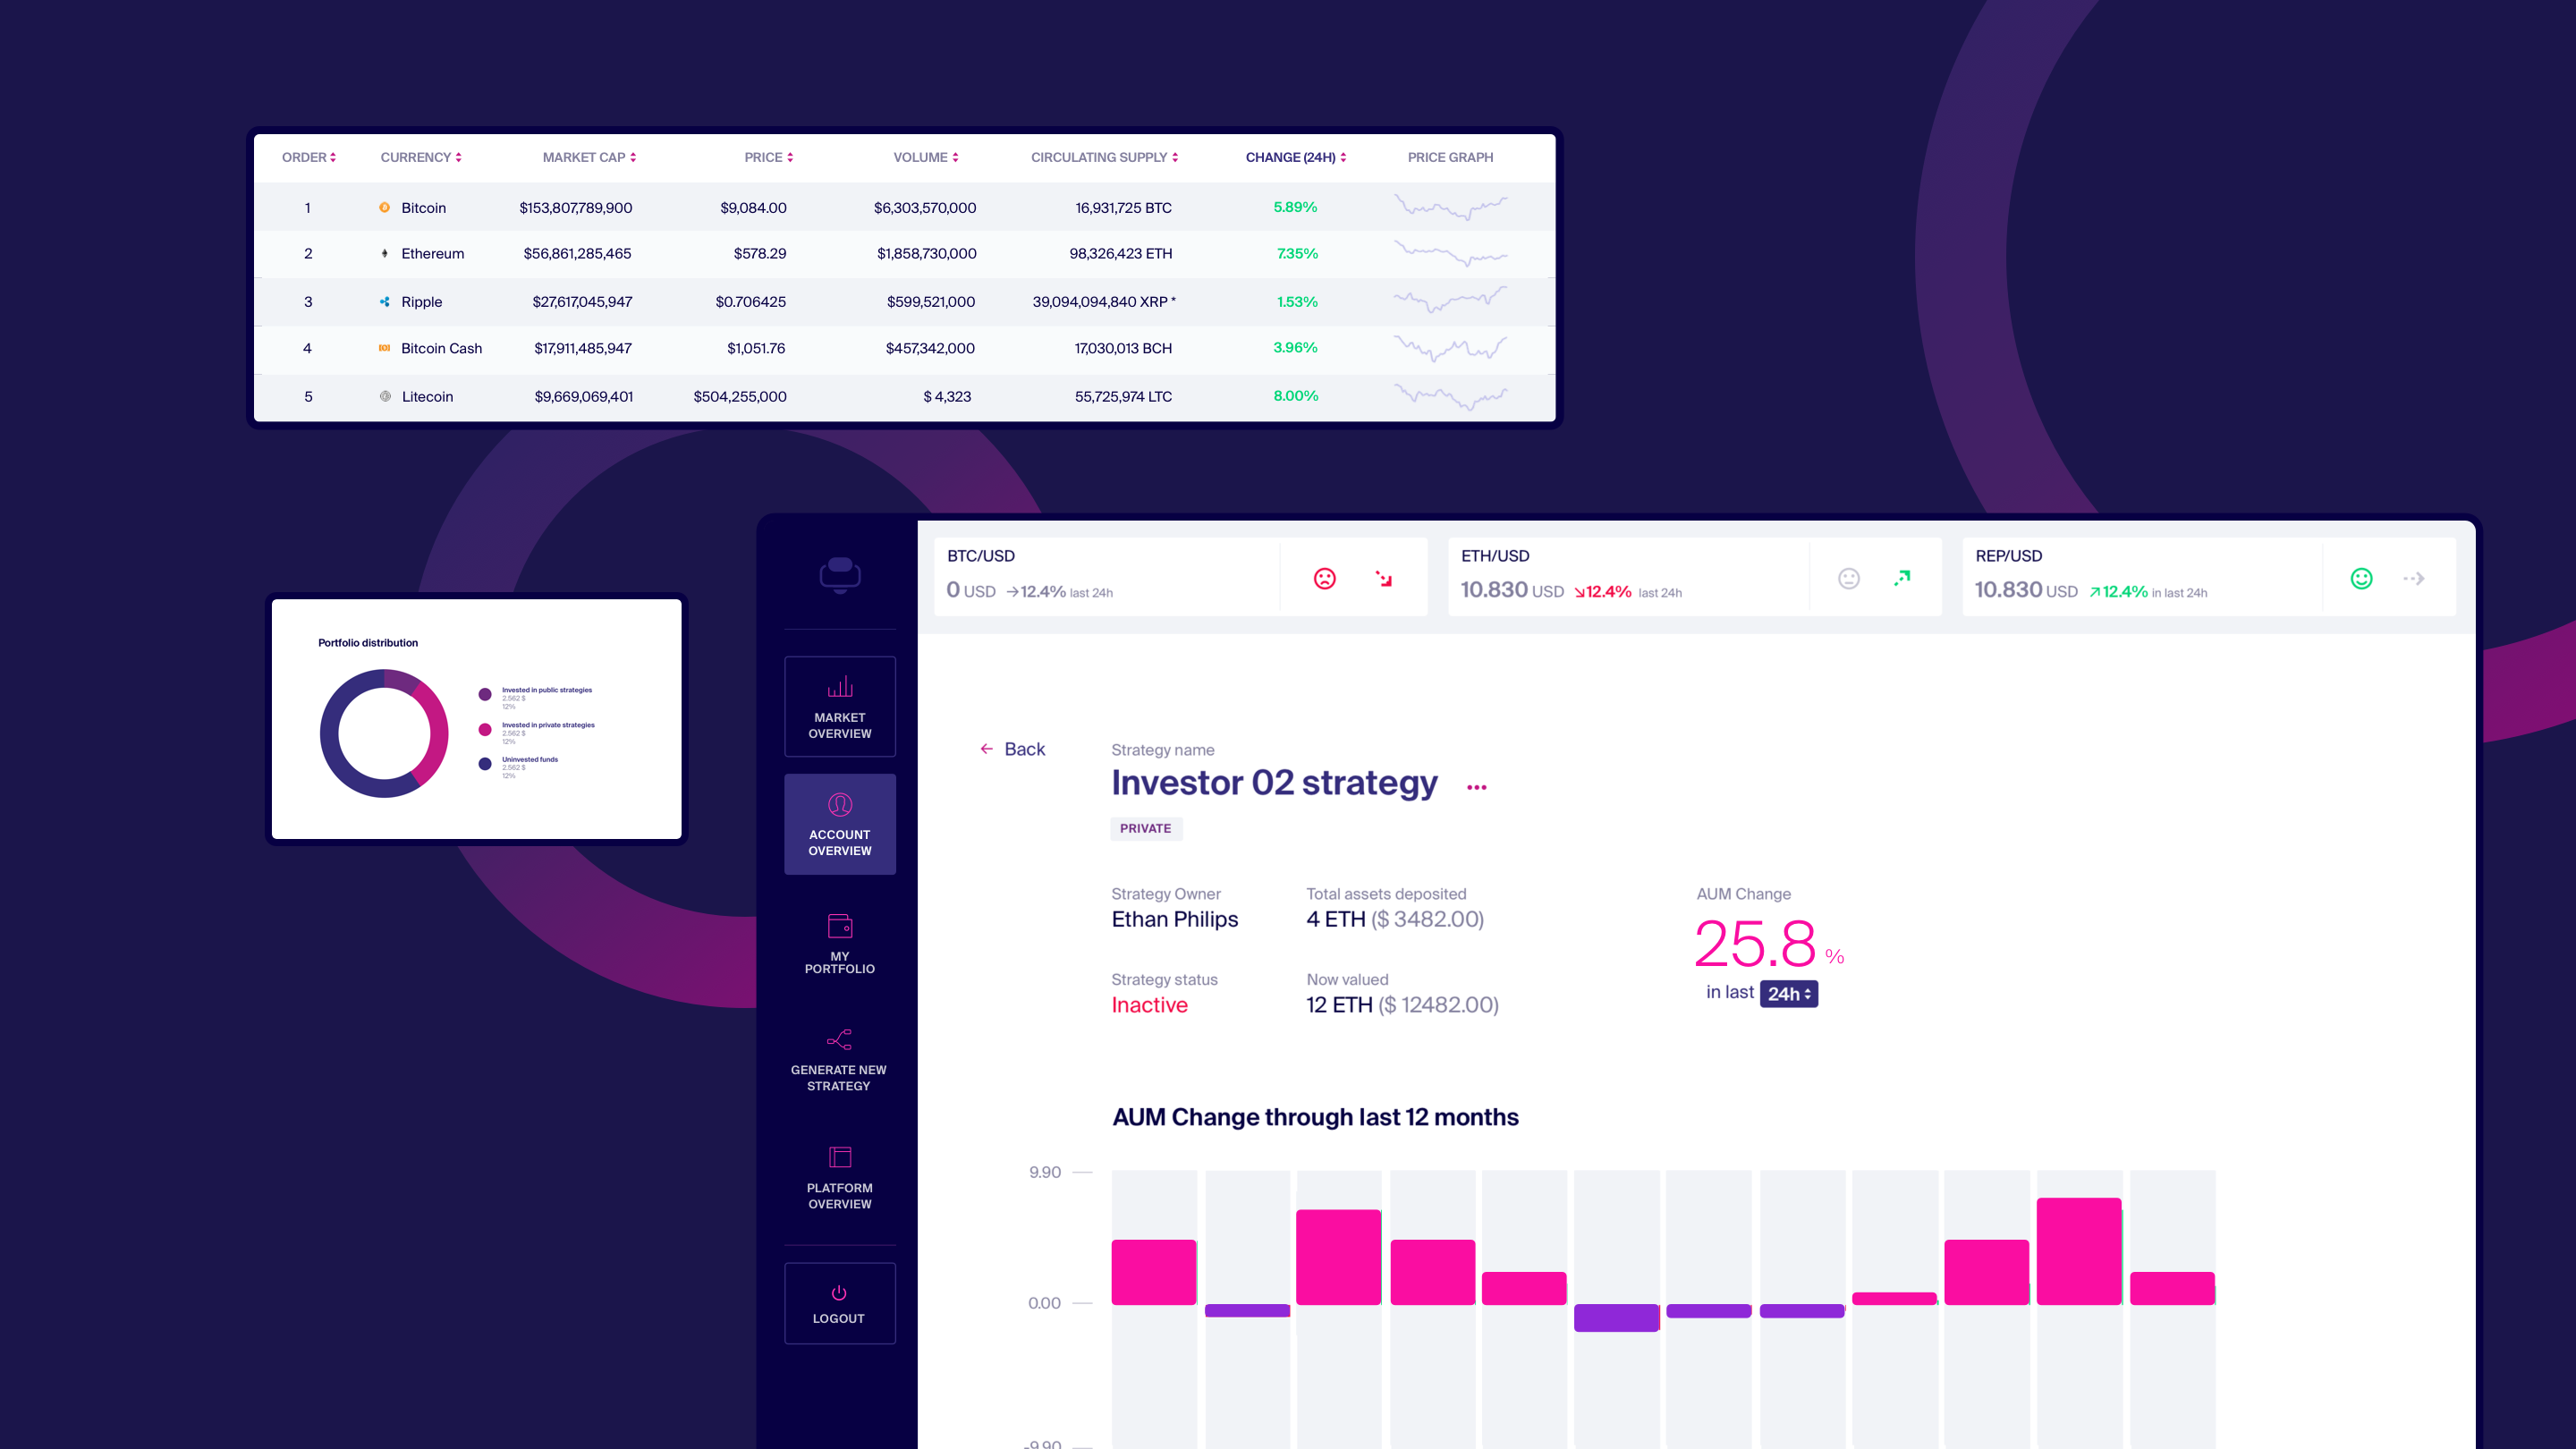 ORDER CURRENCY MARKET CAP PRICE VOLUME CIRCULATING SUPPLY CHANGE (24H) PRICE GRAPH
1 Bitcoin $153,807,789,900 $9,084.00 $6,303,570,000 16,931,725 BTC 5.89%
2 Ethereum $56,861,285,465 $578.29 $1,858,730,000 98,326,423 ETH 7.35%
3 Ripple $27,617,045,947 $0.706425 $599,521,000 39,094,094,840 XRP * 1.53%
4 Bitcoin Cash $17,911,485,947 $1,051.76 $457,342,000 17,030,013 BCH 3.96%
5 Litecoin $9,669,069,401 $504,255,000 $ 4,323 55,725,974 LTC 8.00%
Portfolio distribution
Invested in public strategies
2,562 $
12%
Invested in private strategies
2,562 $
12%
Uninvested funds
2,562 $
12%
MARKET
OVERVIEW
ACCOUNT
OVERVIEW
MY
PORTFOLIO
GENERATE NEW
STRATEGY
PLATFORM
OVERVIEW
LOGOUT
BTC/USD
0 USD →12.4% last 24h
ETH/USD
10.830 USD ↘12.4% last 24h
REP/USD
10.830 USD ↗12.4% in last 24h
← Back
Strategy name
Investor 02 strategy ...
PRIVATE
Strategy Owner
Ethan Philips
Total assets deposited
4 ETH ($ 3482.00)
Strategy status
Inactive
Now valued
12 ETH ($ 12482.00)
AUM Change
25.8 %
in last 24h
AUM Change through last 12 months
9.90
0.00
-9.90